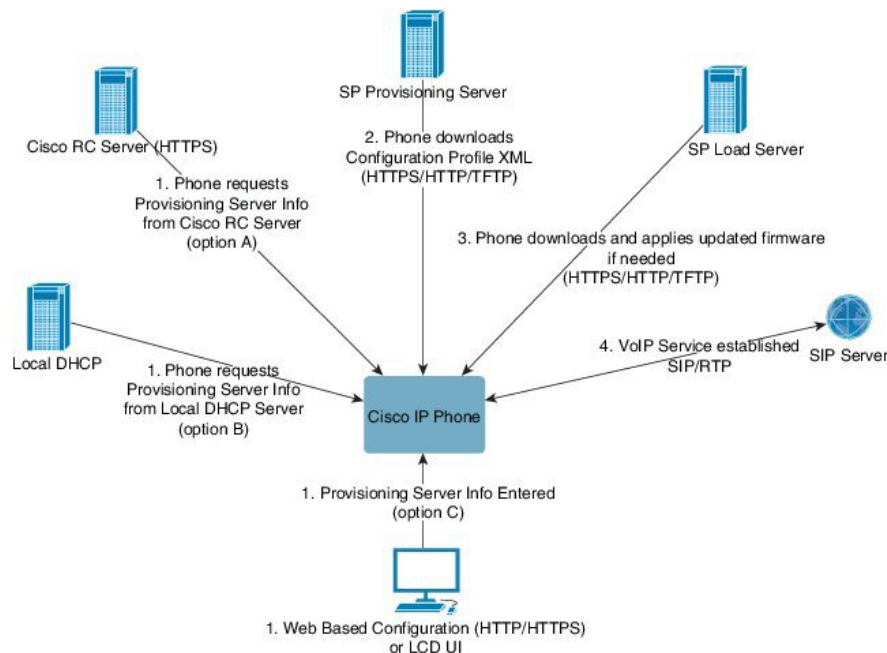 SP Provisioning Server
Cisco RC Server (HTTPS)
SP Load Server
2. Phone downloads
Configuration Profile XML
(HTTPS/HTTP/TFTP)
1. Phone requests
Provisioning Server Info
from Cisco RC Server
(option A)
3. Phone downloads and applies updated firmware
if needed
(HTTPS/HTTP/TFTP)
Local DHCP
1. Phone requests
Provisioning Server Info
from Local DHCP Server
(option B)
4. VoIP Service established
SIP/RTP
SIP Server
Cisco IP Phone
1. Provisioning Server Info Entered
(option C)
1. Web Based Configuration (HTTP/HTTPS)
or LCD UI